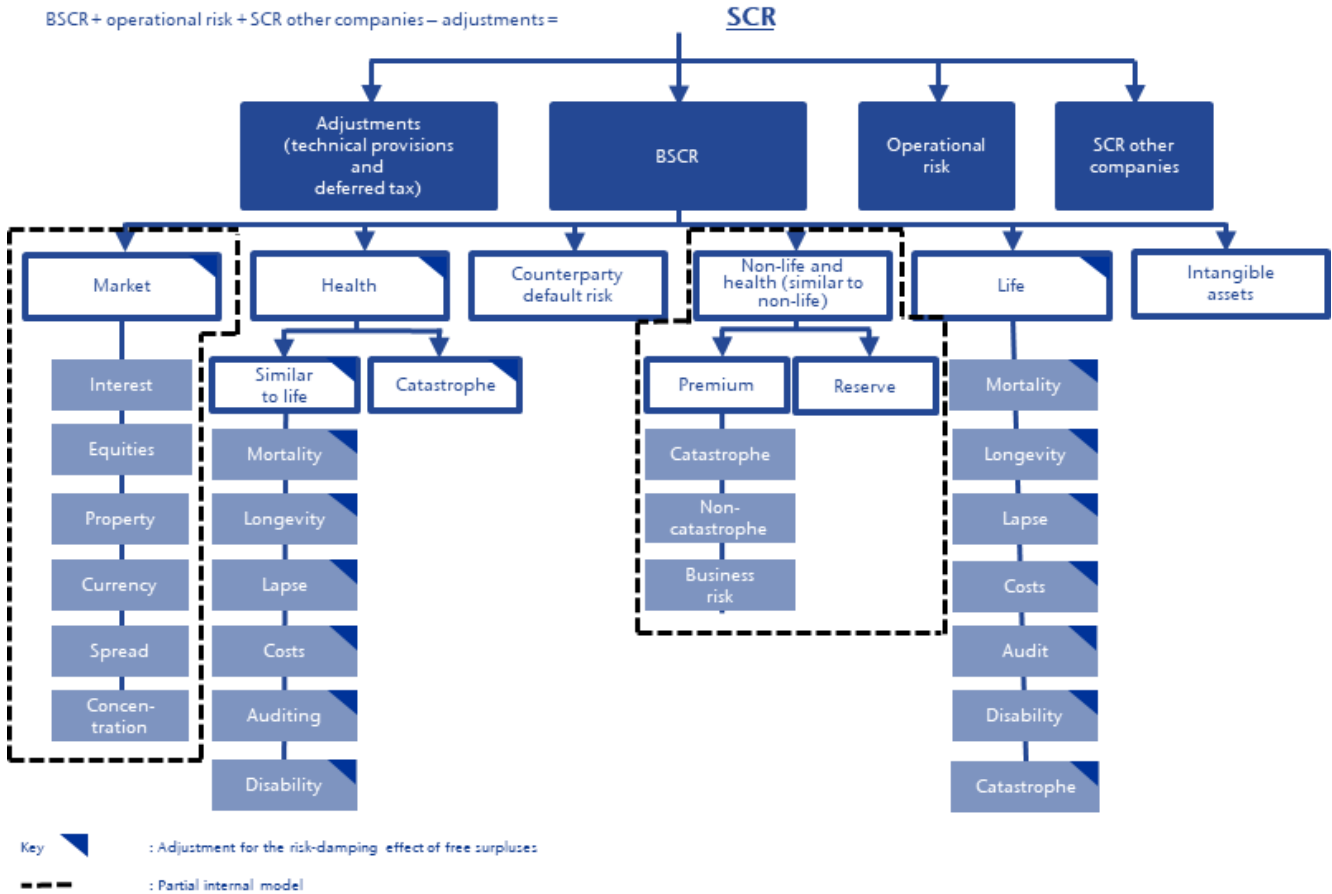 BSCR + operational risk + SCR other companies – adjustments =
SCR
Adjustments
(technical provisions
and
deferred tax)
BSCR
Operational
risk
SCR other
companies
Market
Health
Counterparty
default risk
Non-life and
health (similar to
non-life)
Life
Intangible
assets
Interest
Equities
Property
Currency
Spread
Concen-
tration
Similar
to life
Catastrophe
Mortality
Longevity
Lapse
Costs
Auditing
Disability
Premium
Reserve
Catastrophe
Non-
catastrophe
Business
risk
Mortality
Longevity
Lapse
Costs
Audit
Disability
Catastrophe
Key
: Adjustment for the risk-damping effect of free surpluses
: Partial internal model